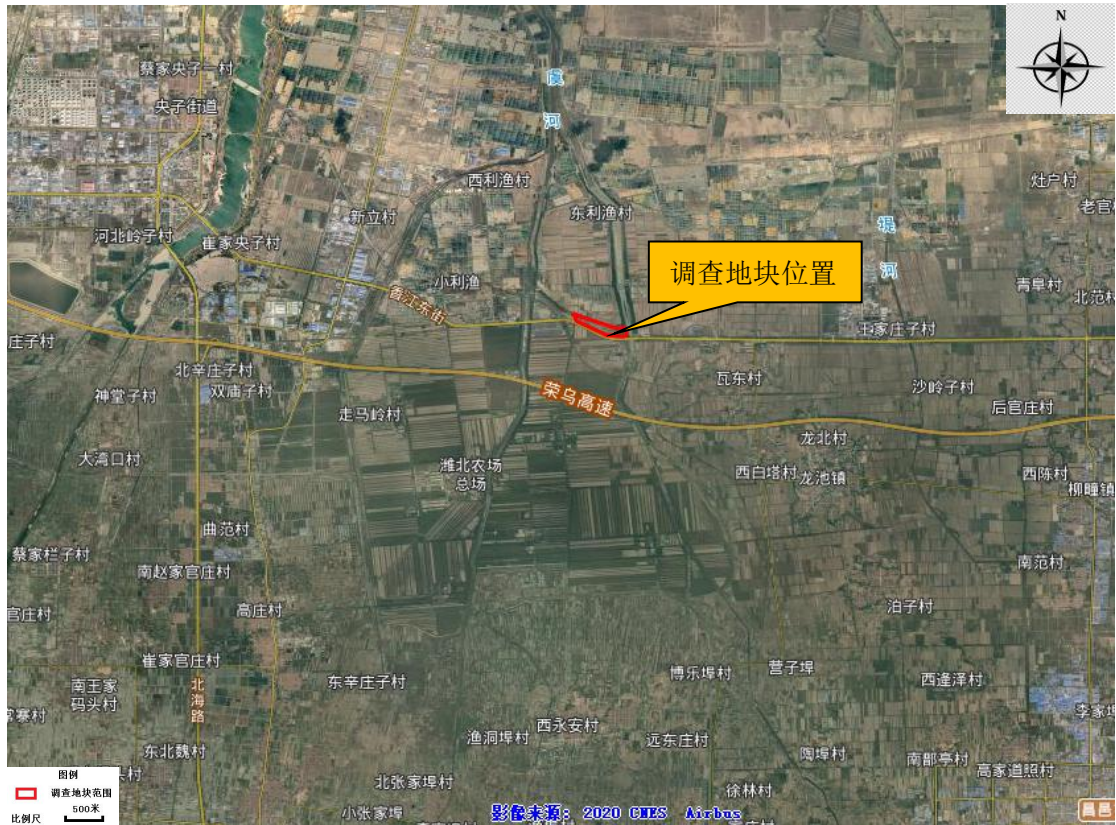 N
蔡家央子一村
虞
河
央子街道
西利渔村
灶户村
新立村
东利渔村
老官
河北岭子村
崔家央子村
堤
河
调查地块位置
小利渔
青阜村
香江东街
北范村
王家庄子村
庄子村
北辛庄子村
瓦东村
双庙子村
荣乌高速
沙岭子村
神堂子村
后官庄村
走马岭村
龙北村
大湾口村
潍北农场
总场
西白塔村
龙池镇
西陈村
柳疃镇
曲范村
蔡家栏子村
南范村
南赵家官庄村
官庄村
高庄村
泊子村
崔家官庄村
博乐埠村
营子埠
东辛庄子村
西逄泽村
南王家
码头村
北
海
路
常寨村
西永安村
李家埠
渔洞埠村
远东庄村
东北魏村
陶埠村
南郚亭村
高家道照村
图例
头村
北张家埠村
调查地块范围
徐林村
500米
比例尺
小张家埠
影像来源：2020 CNES Airbus
昌邑